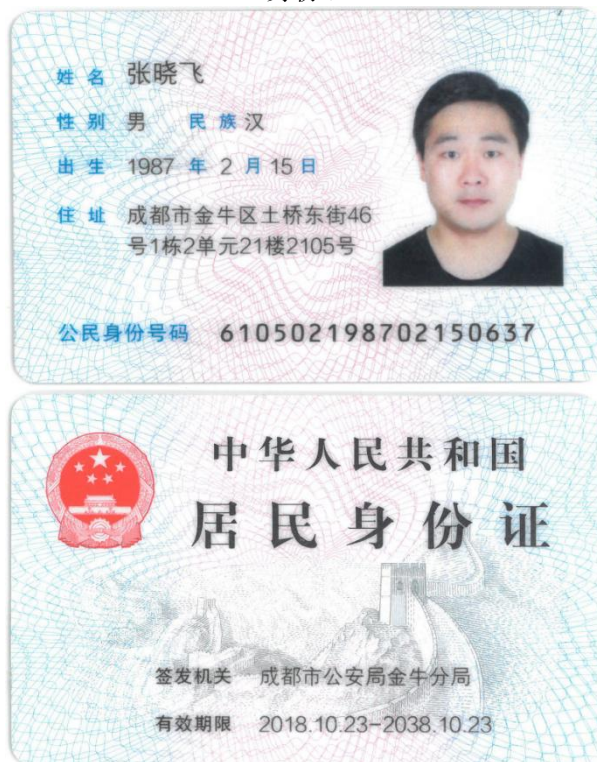 姓名 张晓飞
性别 男 民族 汉
出生 1987 年 2 月 15 日
住址 成都市金牛区土桥东街46
号1栋2单元21楼2105号
公民身份号码 610502198702150637
中华人民共和国
居民身份证
签发机关 成都市公安局金牛分局
有效期限 2018.10.23-2038.10.23